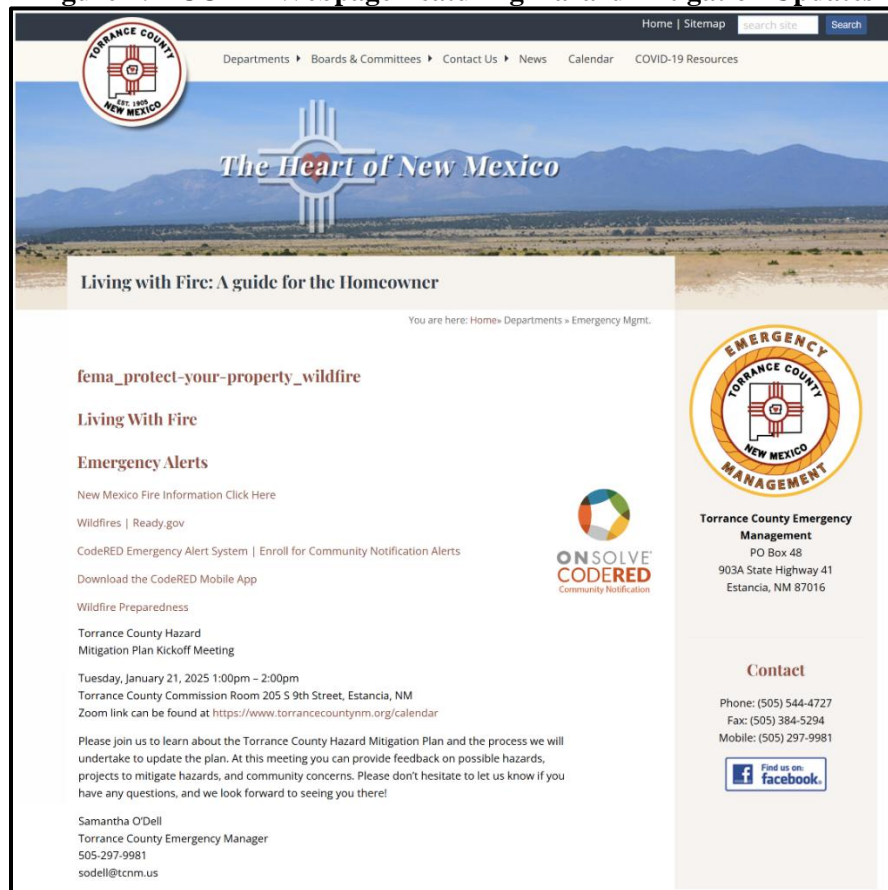 Home | Sitemap
search site
Search
TORRANCE COUNTY
EST. 1905
NEW MEXICO
Departments
Boards & Committees
Contact Us
News
Calendar
COVID-19 Resources
The Heart of New Mexico
Living with Fire: A guide for the Homeowner
You are here: Home» Departments » Emergency Mgmt.
fema_protect-your-property_wildfire
Living With Fire
Emergency Alerts
New Mexico Fire Information Click Here
Wildfires | Ready.gov
CodeRED Emergency Alert System | Enroll for Community Notification Alerts
Download the CodeRED Mobile App
Wildfire Preparedness
ONSOLVE
CODERED
Community Notification
Torrance County Hazard
Mitigation Plan Kickoff Meeting
Tuesday, January 21, 2025 1:00pm – 2:00pm
Torrance County Commission Room 205 S 9th Street, Estancia, NM
Zoom link can be found at https://www.torrancecountynm.org/calendar
Please join us to learn about the Torrance County Hazard Mitigation Plan and the process we will
undertake to update the plan. At this meeting you can provide feedback on possible hazards,
projects to mitigate hazards, and community concerns. Please don't hesitate to let us know if you
have any questions, and we look forward to seeing you there!
Samantha O'Dell
Torrance County Emergency Manager
505-297-9981
sodell@tcnm.us
EMERGENCY
TORRANCE COUNTY
NEW MEXICO
MANAGEMENT
Torrance County Emergency
Management
PO Box 48
903A State Highway 41
Estancia, NM 87016
Contact
Phone: (505) 544-4727
Fax: (505) 384-5294
Mobile: (505) 297-9981
Find us on:
facebook.